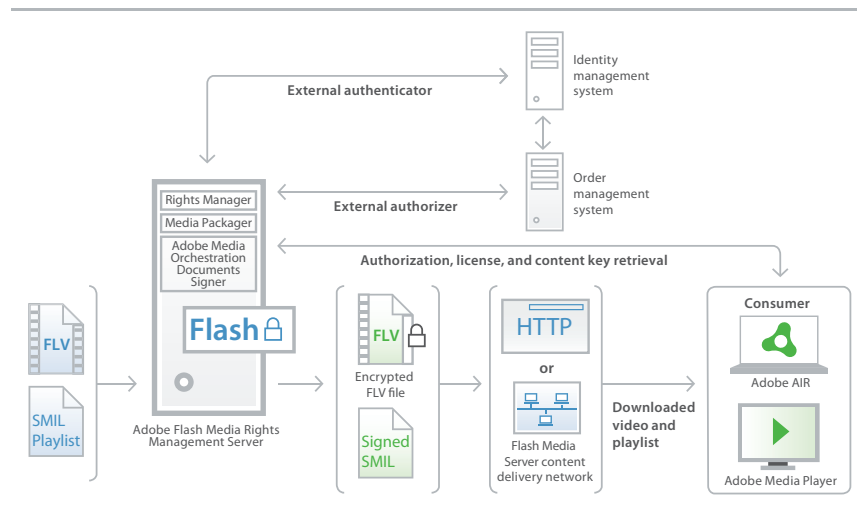 Identity
management
system
External authenticator
Order
management
system
External authorizer
Rights Manager
Media Packager
Adobe Media
Orchestration
Documents
Signer
Authorization, license, and content key retrieval
Flash
FLV
SMIL
Playlist
Adobe Flash Media Rights
Management Server
FLV
Encrypted
FLV file
Signed
SMIL
HTTP
or
Flash Media
Server content
delivery network
Downloaded
video and
playlist
Consumer
Adobe AIR
Adobe Media Player